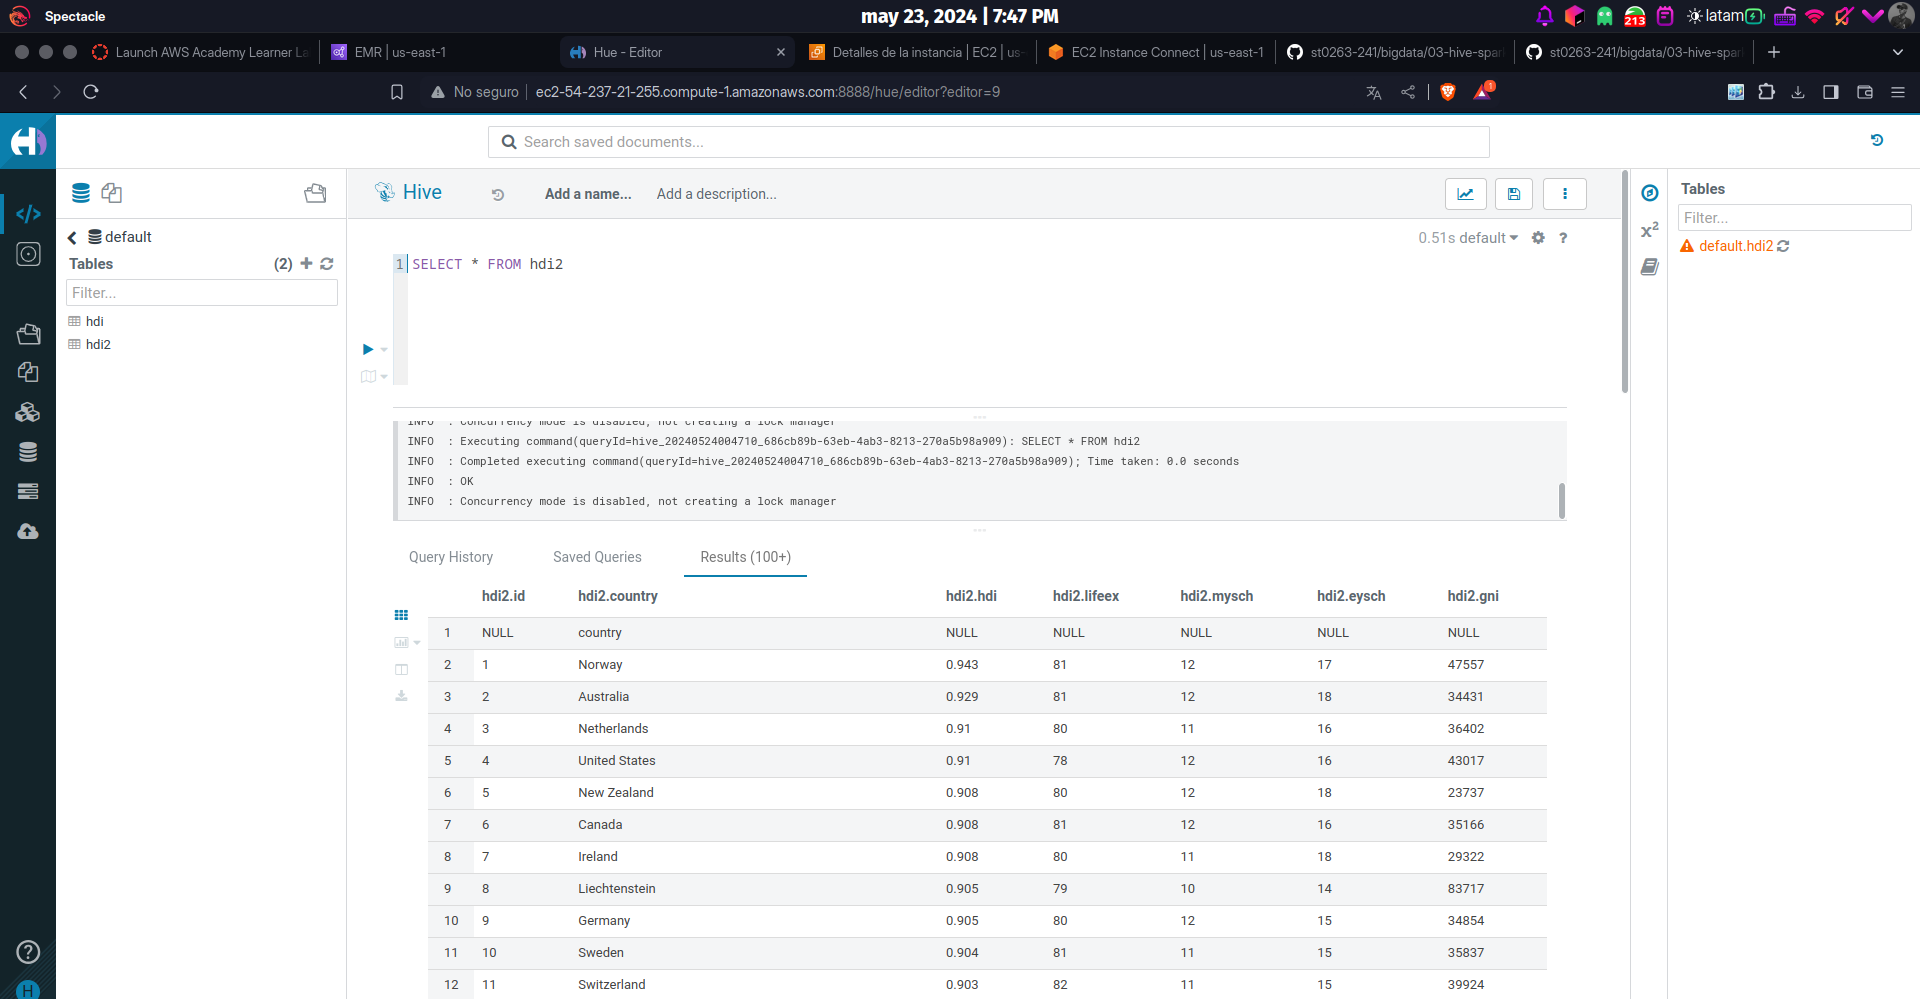 Spectacle
may 23, 2024 | 7:47 PM
213
latam
Launch AWS Academy Learner La
EMR | us-east-1
Hue - Editor
Detalles de la instancia | EC2 | us-
EC2 Instance Connect | us-east-1
st0263-241/bigdata/03-hive-spar
st0263-241/bigdata/03-hive-spar
No seguro
ec2-54-237-21-255.compute-1.amazonaws.com:8888/hue/editor?editor=9
1
Search saved documents...
Hive
Add a name...
Add a description...
Tables
Filter...
default.hdi2
default
Tables (2)
Filter...
hdi
hdi2
0.51s default ?
x2
1 SELECT * FROM hdi2
INFO : Concurrency mode is disabled, not creating a lock manager
INFO : Executing command(queryId=hive_20240524004710_686cb89b-63eb-4ab3-8213-270a5b98a909): SELECT * FROM hdi2
INFO : Completed executing command(queryId=hive_20240524004710_686cb89b-63eb-4ab3-8213-270a5b98a909); Time taken: 0.0 seconds
INFO : OK
INFO : Concurrency mode is disabled, not creating a lock manager
Query History Saved Queries Results (100+)
hdi2.id hdi2.country hdi2.hdi hdi2.lifeex hdi2.mysch hdi2.eysch hdi2.gni
1 NULL country NULL NULL NULL NULL NULL
2 1 Norway 0.943 81 12 17 47557
3 2 Australia 0.929 81 12 18 34431
4 3 Netherlands 0.91 80 11 16 36402
5 4 United States 0.91 78 12 16 43017
6 5 New Zealand 0.908 80 12 18 23737
7 6 Canada 0.908 81 12 16 35166
8 7 Ireland 0.908 80 11 18 29322
9 8 Liechtenstein 0.905 79 10 14 83717
10 9 Germany 0.905 80 12 15 34854
11 10 Sweden 0.904 81 11 15 35837
12 11 Switzerland 0.903 82 11 15 39924
?
H